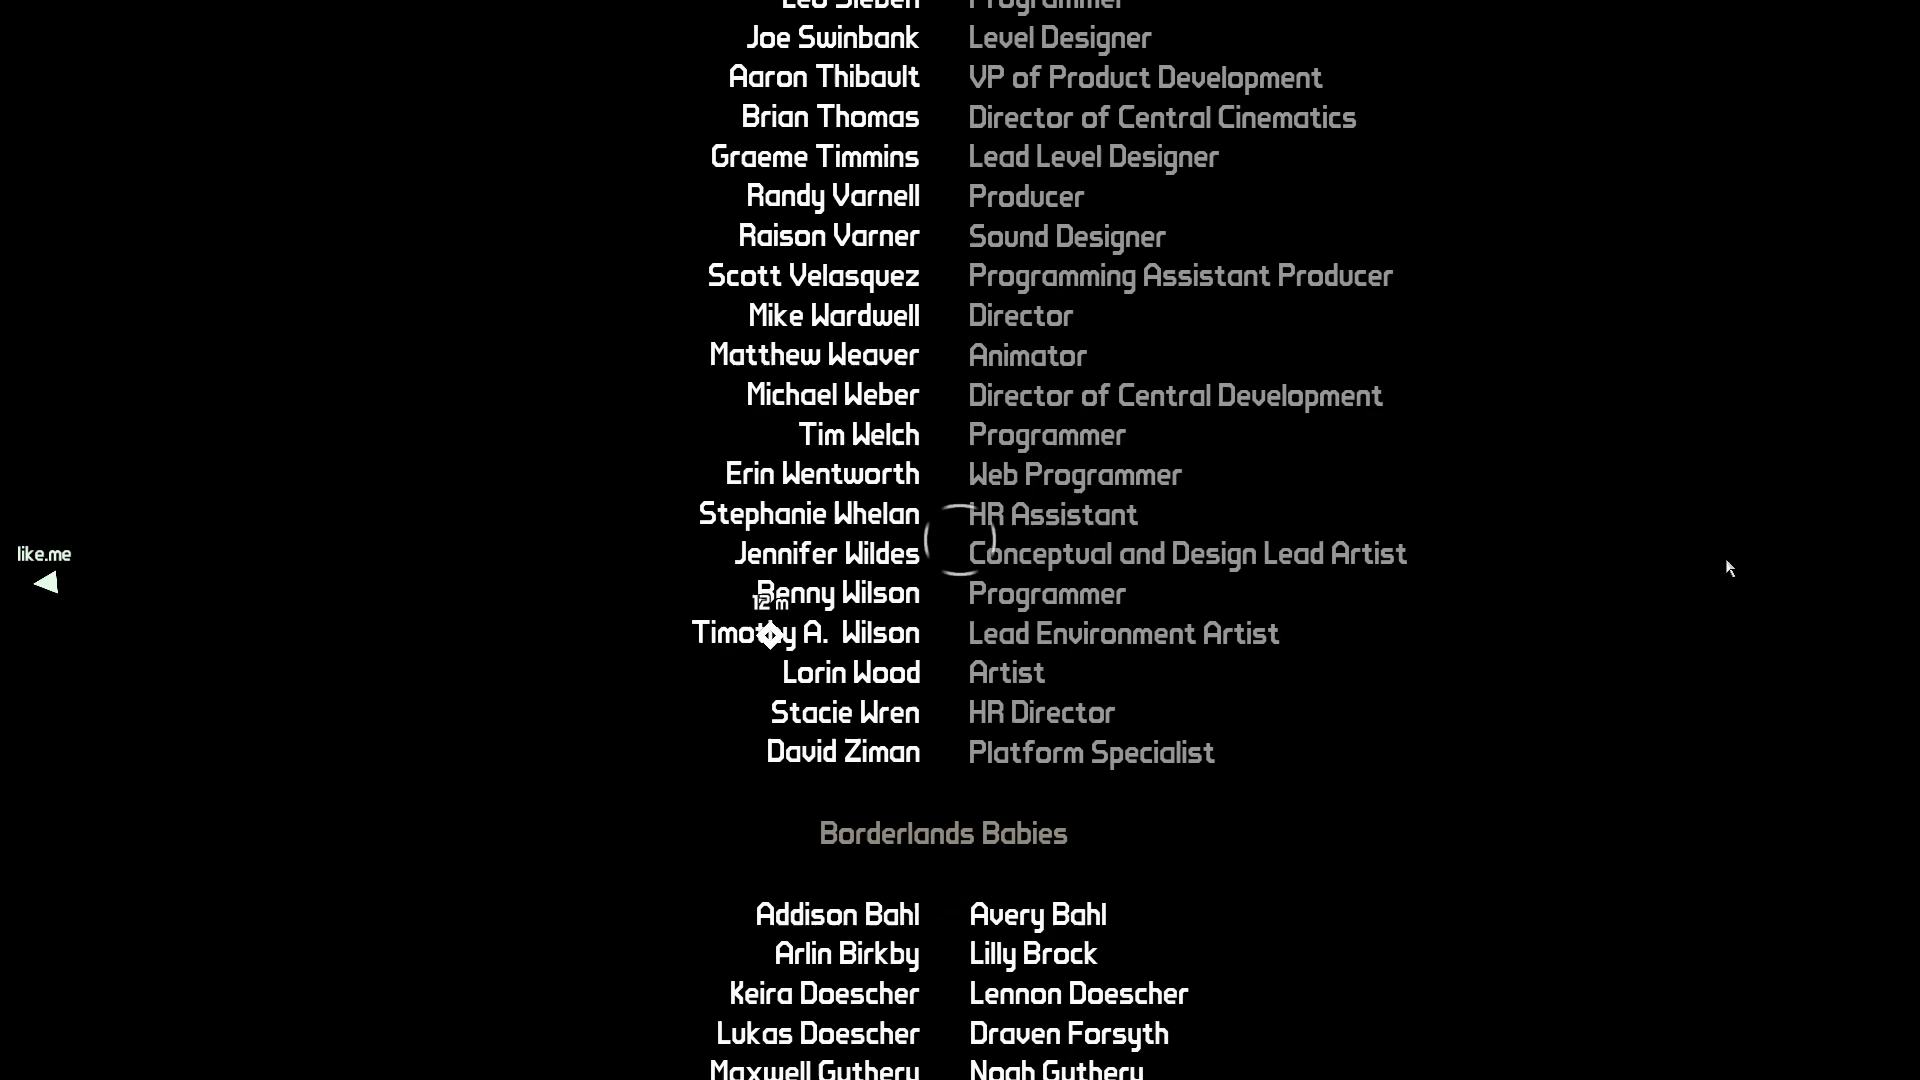 Leo Sieben Programmer
Joe Swinbank Level Designer
Aaron Thibault VP of Product Development
Brian Thomas Director of Central Cinematics
Graeme Timmins Lead Level Designer
Randy Varnell Producer
Raison Varner Sound Designer
Scott Velasquez Programming Assistant Producer
Mike Wardwell Director
Matthew Weaver Animator
Michael Weber Director of Central Development
Tim Welch Programmer
Erin Wentworth Web Programmer
Stephanie Whelan HR Assistant
like.me
Jennifer Wildes Conceptual and Design Lead Artist
Benny Wilson Programmer
12 m
Timothy A. Wilson Lead Environment Artist
Lorin Wood Artist
Stacie Wren HR Director
David Ziman Platform Specialist
Borderlands Babies
Addison Bahl Avery Bahl
Arlin Birkby Lilly Brock
Keira Doescher Lennon Doescher
Lukas Doescher Draven Forsyth
Maxwell Guthery Noah Guthery